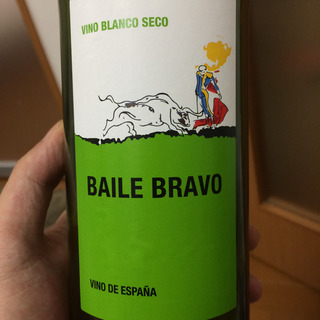 VINO BLANCO SECO
BAILE BRAVO
VINO DE ESPAÑA